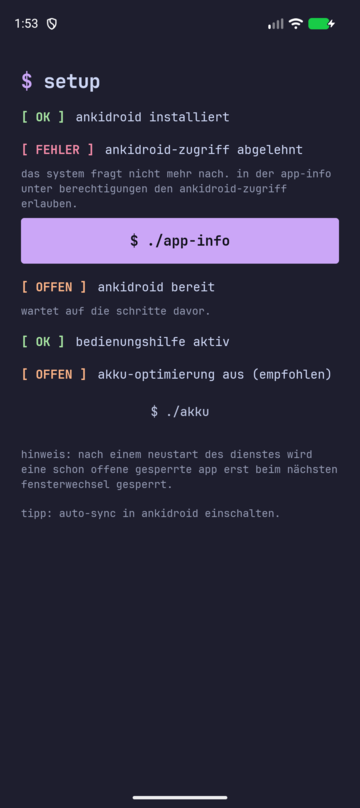 1:53
$ setup
[ OK ] ankidroid installiert
[ FEHLER ] ankidroid-zugriff abgelehnt
das system fragt nicht mehr nach. in der app-info
unter berechtigungen den ankidroid-zugriff
erlauben.
$ ./app-info
[ OFFEN ] ankidroid bereit
wartet auf die schritte davor.
[ OK ] bedienungshilfe aktiv
[ OFFEN ] akku-optimierung aus (empfohlen)
$ ./akku
hinweis: nach einem neustart des dienstes wird
eine schon offene gesperrte app erst beim nächsten
fensterwechsel gesperrt.
tipp: auto-sync in ankidroid einschalten.